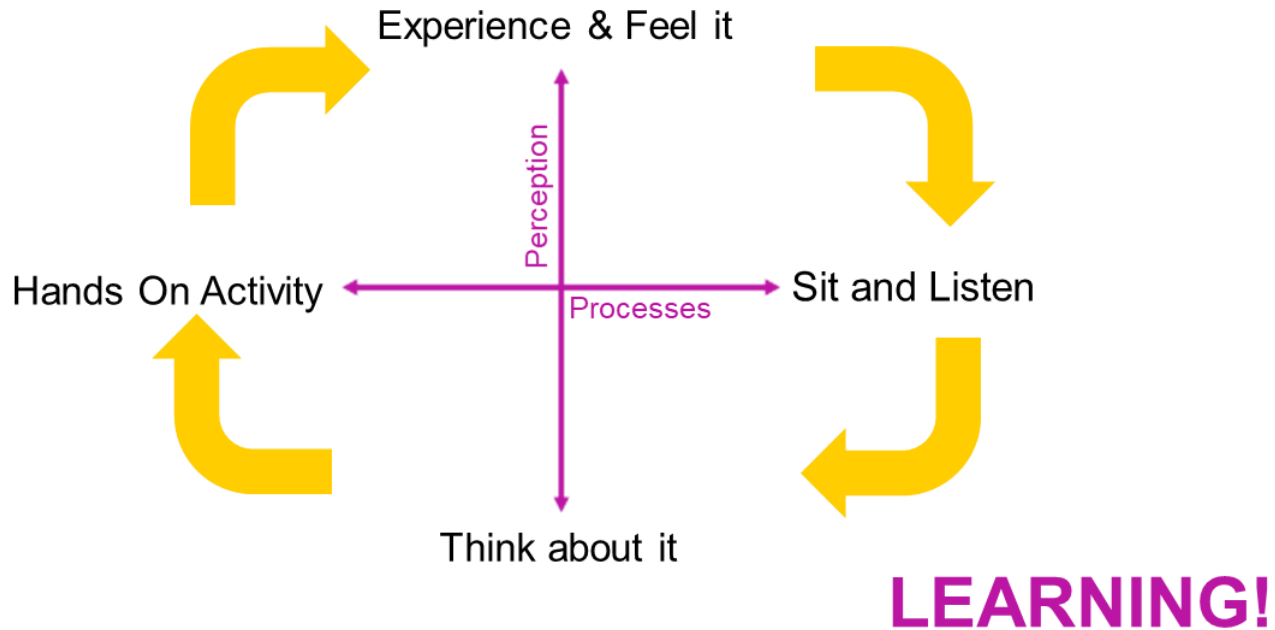 Experience & Feel it
Perception
Hands On Activity
Sit and Listen
Processes
Think about it
LEARNING!